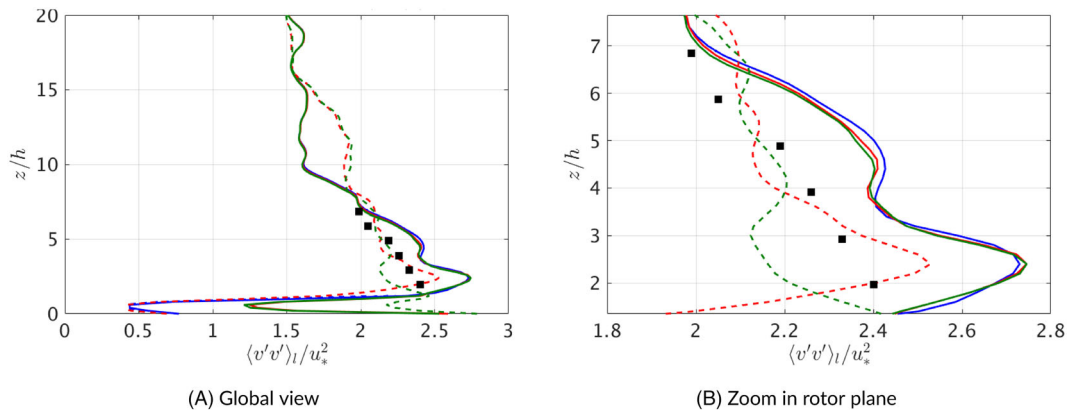 20
15
10
5
0
z/h
0 0.5 1 1.5 2 2.5 3
⟨v′v′⟩l/u²*
(A) Global view
7
6
5
4
3
2
z/h
1.8 2 2.2 2.4 2.6 2.8
⟨v′v′⟩l/u²*
(B) Zoom in rotor plane